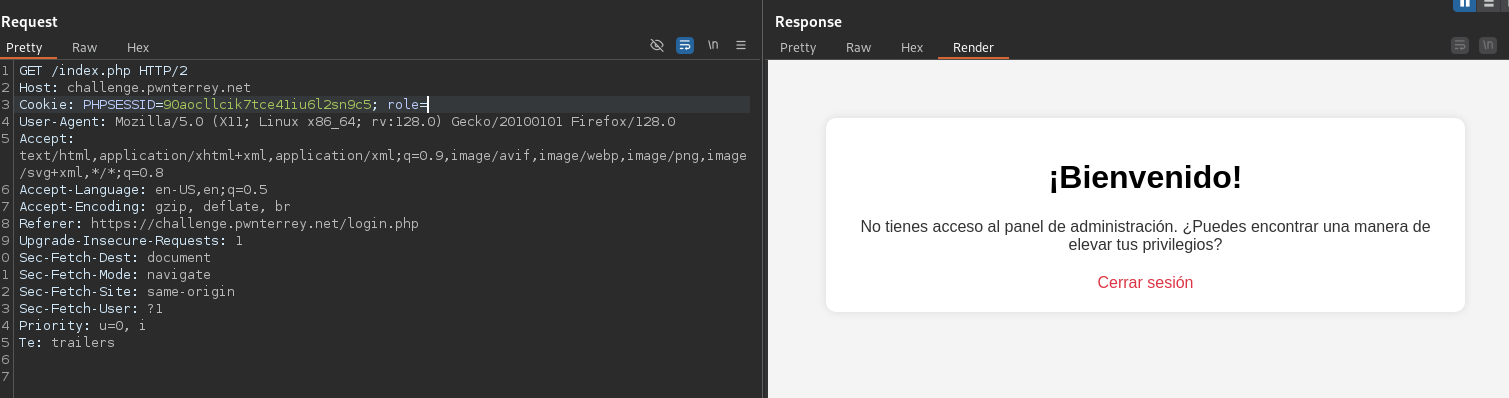 Request
Pretty Raw Hex
\n
1 GET /index.php HTTP/2
2 Host: challenge.pwnterrey.net
3 Cookie: PHPSESSID=90aocllcik7tce41iu6l2sn9c5; role=
4 User-Agent: Mozilla/5.0 (X11; Linux x86_64; rv:128.0) Gecko/20100101 Firefox/128.0
5 Accept:
text/html,application/xhtml+xml,application/xml;q=0.9,image/avif,image/webp,image/png,image
/svg+xml,*/*;q=0.8
6 Accept-Language: en-US,en;q=0.5
7 Accept-Encoding: gzip, deflate, br
8 Referer: https://challenge.pwnterrey.net/login.php
9 Upgrade-Insecure-Requests: 1
0 Sec-Fetch-Dest: document
1 Sec-Fetch-Mode: navigate
2 Sec-Fetch-Site: same-origin
3 Sec-Fetch-User: ?1
4 Priority: u=0, i
5 Te: trailers
6
7
Response
Pretty Raw Hex Render
\n
¡Bienvenido!
No tienes acceso al panel de administración. ¿Puedes encontrar una manera de
elevar tus privilegios?
Cerrar sesión